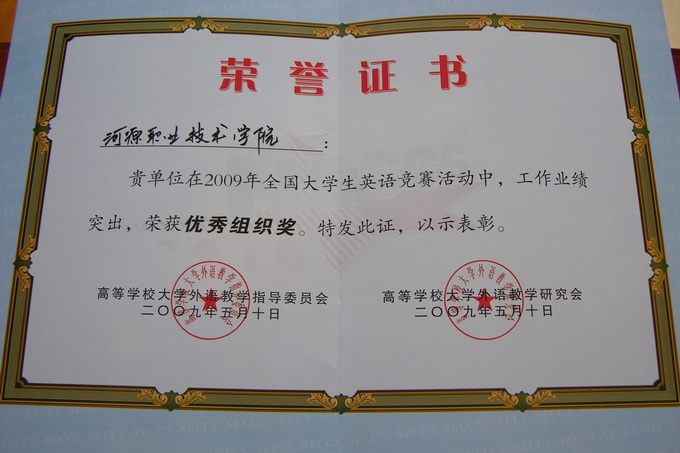 荣誉证书
河源职业技术学院：
贵单位在2009年全国大学生英语竞赛活动中，工作业绩
突出，荣获优秀组织奖。特发此证，以示表彰。
高等学校大学外语教学指导委员会
二〇〇九年五月十日
高等学校大学外语教学研究会
二〇〇九年五月十日